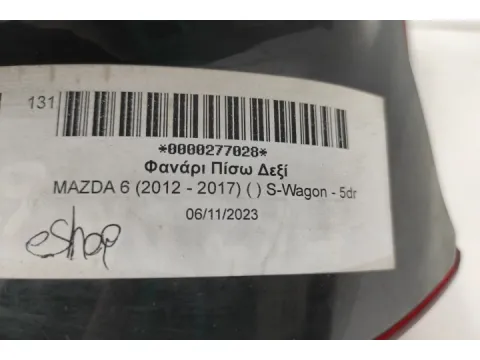 131
*0000277028*
Φανάρι Πίσω Δεξί
MAZDA 6 (2012 - 2017) ( ) S-Wagon - 5dr
06/11/2023
eshop